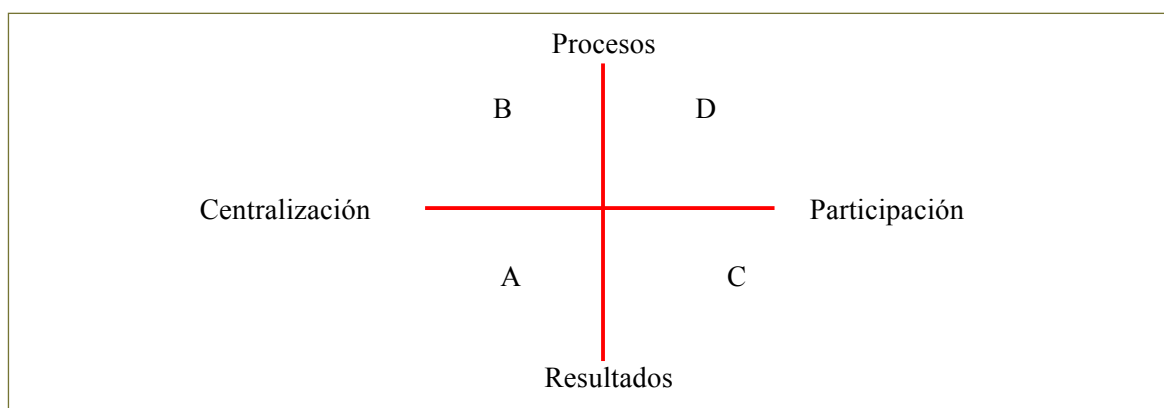 Procesos
B D
Centralización Participación
A C
Resultados